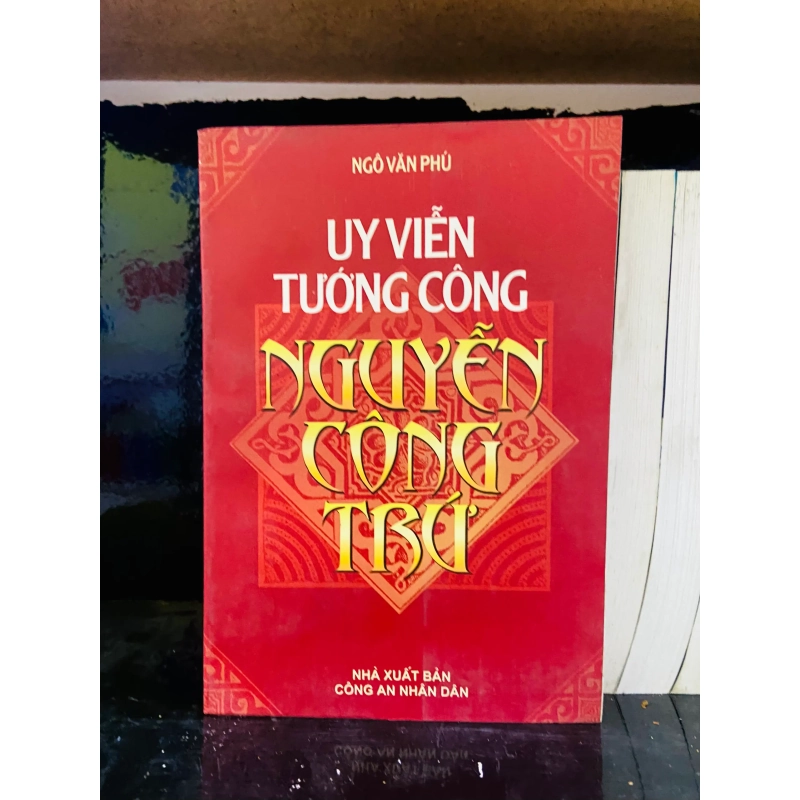 NGÔ VĂN PHÚ
UY VIỄN
TƯỚNG CÔNG
NGUYỄN
CÔNG
TRỨ
NHÀ XUẤT BẢN
CÔNG AN NHÂN DÂN